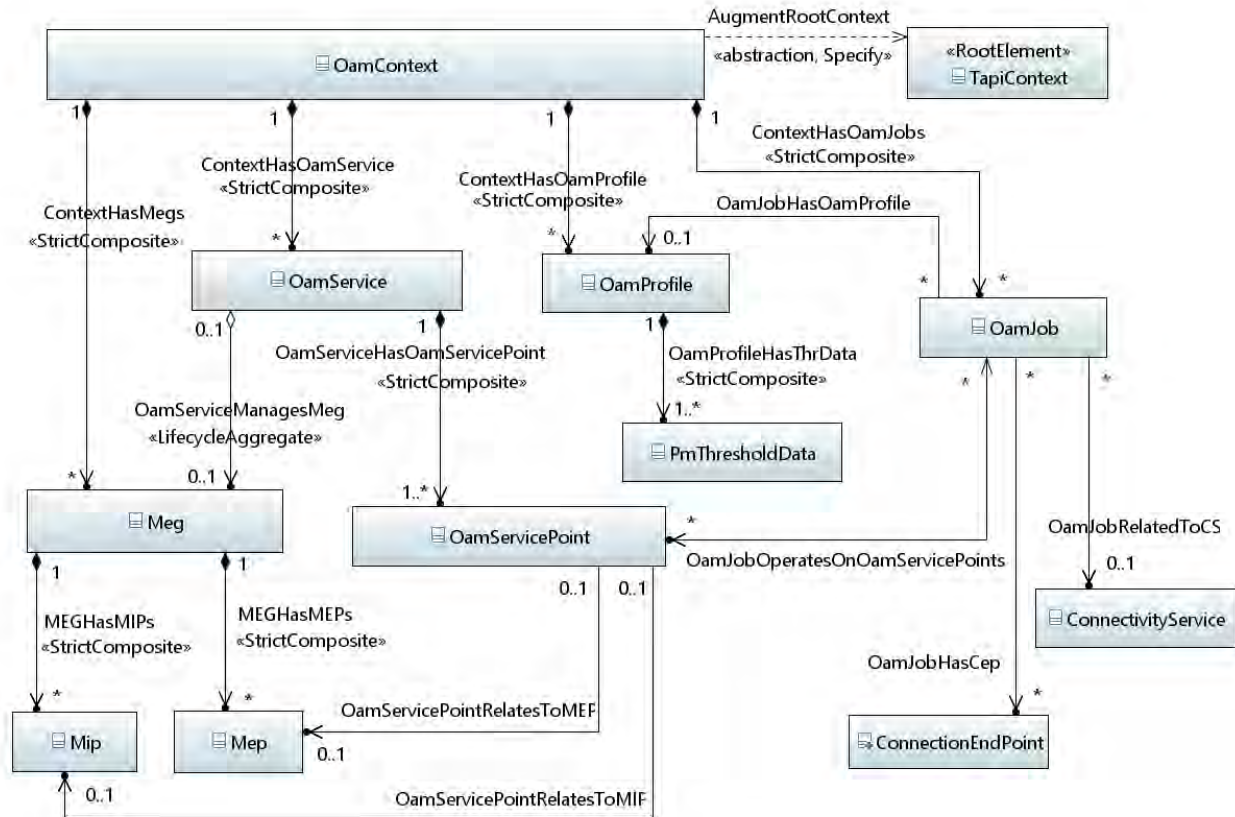 AugmentRootContext
OamContext
«abstraction, Specify»
«RootElement»
TapiContext
1
1
1
1
ContextHasOamJobs
«StrictComposite»
ContextHasOamService
«StrictComposite»
ContextHasOamProfile
«StrictComposite»
ContextHasMegs
«StrictComposite»
OamJobHasOamProfile
*
*
0..1
OamService
OamProfile
*
*
OamJob
0..1
1
1
OamServiceHasOamServicePoint
«StrictComposite»
OamProfileHasThrData
«StrictComposite»
*
*
*
OamServiceManagesMeg
«LifecycleAggregate»
1..*
PmThresholdData
*
0..1
1..*
Meg
OamServicePoint
*
OamJobOperatesOnOamServicePoints
OamJobRelatedToCS
0..1
1
1
0..1
0..1
MEGHasMIPs
«StrictComposite»
MEGHasMEPs
«StrictComposite»
ConnectivityService
OamJobHasCep
*
*
*
OamServicePointRelatesToMEP
0..1
Mip
Mep
ConnectionEndPoint
0..1
OamServicePointRelatesToMIP